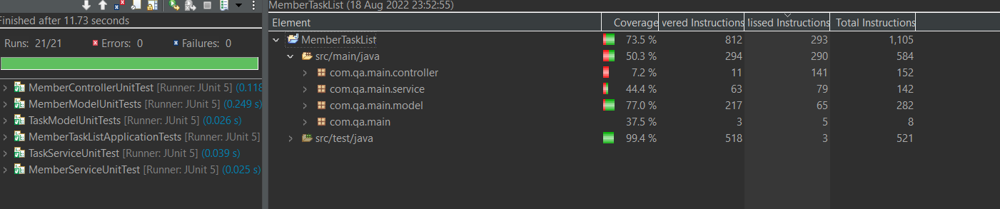 MemberTaskList (18 Aug 2022 23:52:55)
Finished after 11.73 seconds
Runs: 21/21 Errors: 0 Failures: 0
MemberControllerUnitTest [Runner: JUnit 5] (0.118
MemberModelUnitTests [Runner: JUnit 5] (0.249 s)
TaskModelUnitTests [Runner: JUnit 5] (0.026 s)
MemberTaskListApplicationTests [Runner: JUnit 5]
TaskServiceUnitTest [Runner: JUnit 5] (0.039 s)
MemberServiceUnitTest [Runner: JUnit 5] (0.025 s)
Element Coverage vered Instructions lissed Instructions Total Instructions
MemberTaskList 73.5 % 812 293 1,105
src/main/java 50.3 % 294 290 584
com.qa.main.controller 7.2 % 11 141 152
com.qa.main.service 44.4 % 63 79 142
com.qa.main.model 77.0 % 217 65 282
com.qa.main 37.5 % 3 5 8
src/test/java 99.4 % 518 3 521